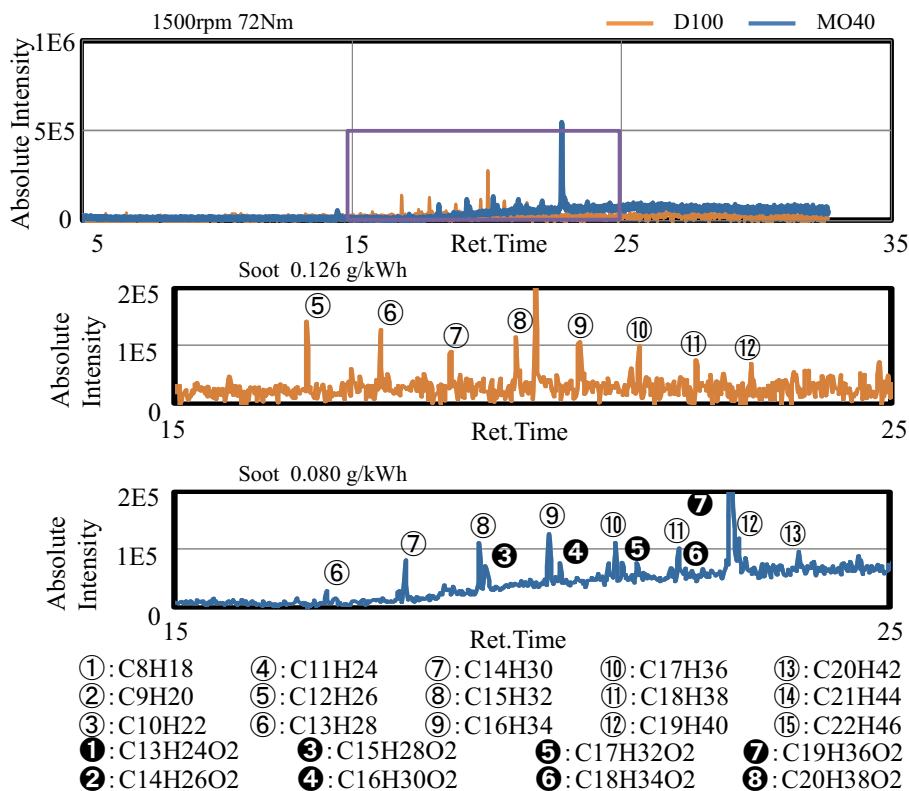 1500rpm 72Nm
D100
MO40
1E6
5E5
0
Absolute Intensity
5
15
25
35
Ret.Time
Soot 0.126 g/kWh
2E5
1E5
0
Absolute
Intensity
⑤
⑥
⑦
⑧
⑨
⑩
⑪
⑫
15
25
Ret.Time
Soot 0.080 g/kWh
2E5
1E5
0
Absolute
Intensity
⑥
⑦
⑧
❸
⑨
❹
⑩
❺
⑪
❻
❼
⑫
⑬
15
25
Ret.Time
①: C8H18 ④: C11H24 ⑦: C14H30 ⑩: C17H36 ⑬: C20H42
②: C9H20 ⑤: C12H26 ⑧: C15H32 ⑪: C18H38 ⑭: C21H44
③: C10H22 ⑥: C13H28 ⑨: C16H34 ⑫: C19H40 ⑮: C22H46
❶: C13H24O2 ❸: C15H28O2 ❺: C17H32O2 ❼: C19H36O2
❷: C14H26O2 ❹: C16H30O2 ❻: C18H34O2 ❽: C20H38O2